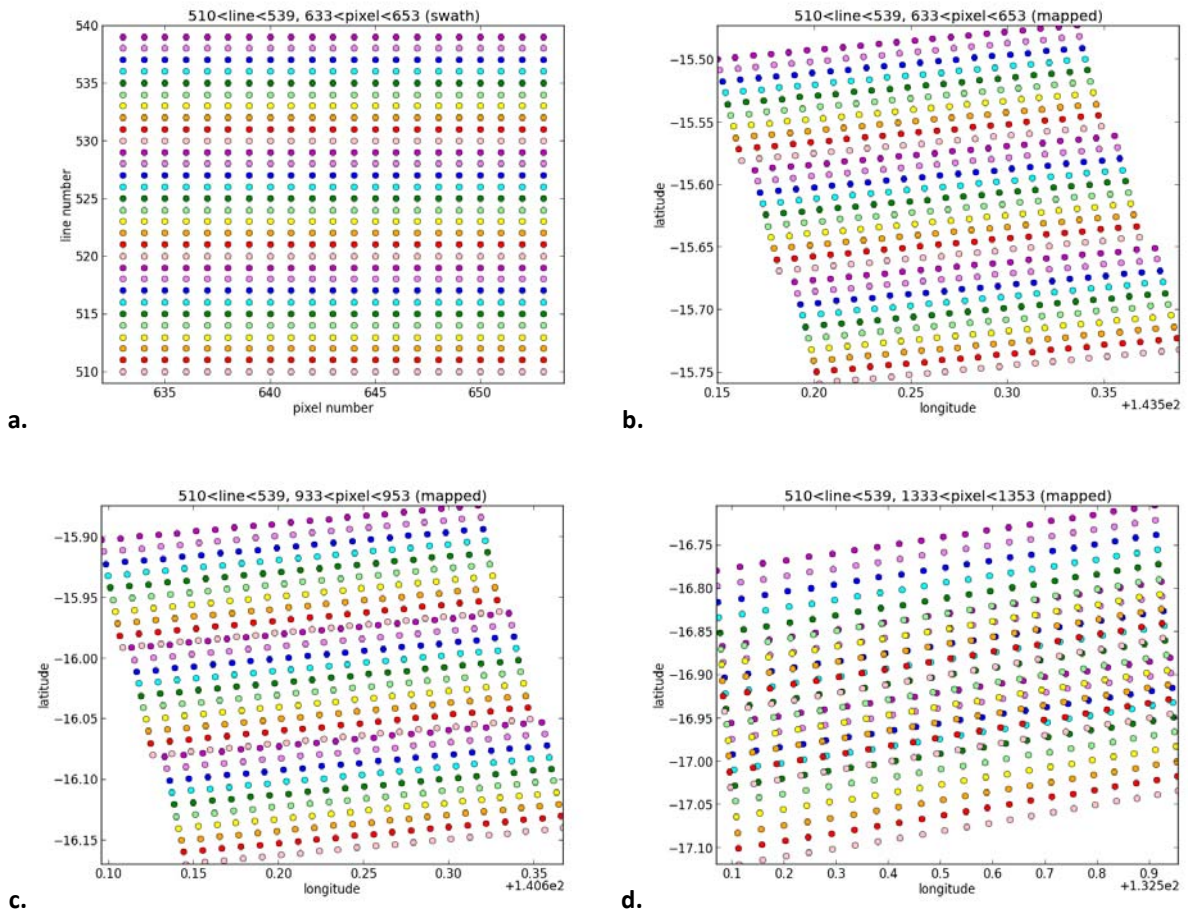 510<line<539, 633<pixel<653 (swath)
540
535
530
525
520
515
510
line number
635
640
645
650
pixel number
a.
510<line<539, 633<pixel<653 (mapped)
−15.50
−15.55
−15.60
−15.65
−15.70
−15.75
latitude
0.15
0.20
0.25
0.30
0.35
longitude
+1.435e2
b.
510<line<539, 933<pixel<953 (mapped)
−15.90
−15.95
−16.00
−16.05
−16.10
−16.15
latitude
0.10
0.15
0.20
0.25
0.30
0.35
longitude
+1.406e2
c.
510<line<539, 1333<pixel<1353 (mapped)
−16.75
−16.80
−16.85
−16.90
−16.95
−17.00
−17.05
−17.10
latitude
0.1
0.2
0.3
0.4
0.5
0.6
0.7
0.8
0.9
longitude
+1.325e2
d.